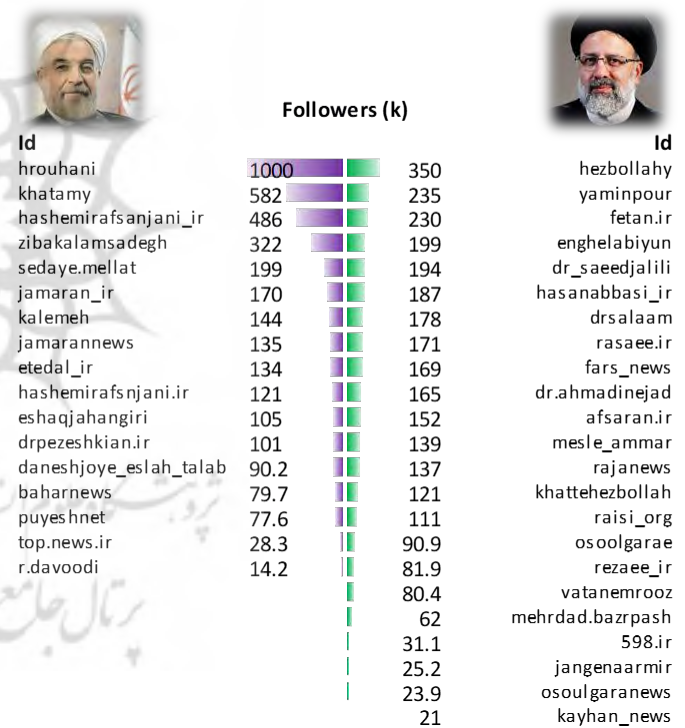 Followers (k)
Id Id
hrouhani 1000 350 hezbollahy
khatamy 582 235 yaminpour
hashemirafsanjani_ir 486 230 fetan.ir
zibakalamsadegh 322 199 enghelabiyun
sedaye.mellat 199 194 dr_saeedjalili
jamaran_ir 170 187 hasanabbasi_ir
kalemeh 144 178 drsalaam
jamarannews 135 171 rasaee.ir
etedal_ir 134 169 fars_news
hashemirafsnjani.ir 121 165 dr.ahmadinejad
eshaqjahangiri 105 152 afsaran.ir
drpezeshkian.ir 101 139 mesle_ammar
daneshjoye_eslah_talab 90.2 137 rajanews
baharnews 79.7 121 khattehezbollah
puyeshnet 77.6 111 raisi_org
top.news.ir 28.3 90.9 osoolgarae
r.davoodi 14.2 81.9 rezaee_ir
80.4 vatanemrooz
62 mehrdad.bazrpash
31.1 598.ir
25.2 jangenaarmir
23.9 osoulgaranews
21 kayhan_news
پرتال جامع